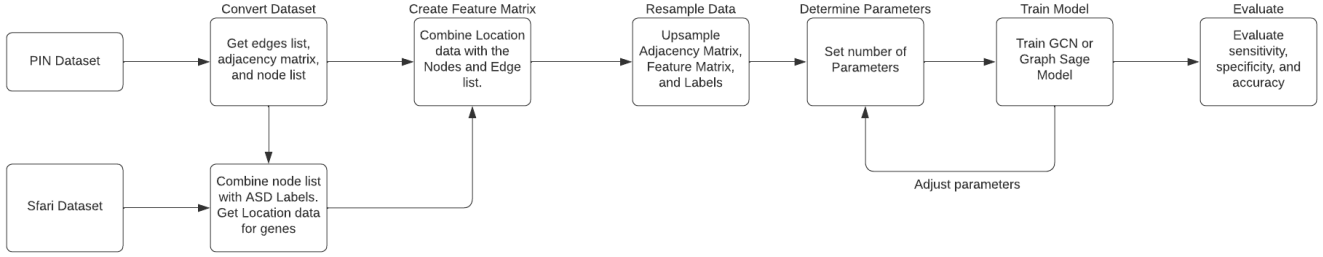 Convert Dataset
Create Feature Matrix
Resample Data
Determine Parameters
Train Model
Evaluate
PIN Dataset
Get edges list,
adjacency matrix,
and node list
Combine Location
data with the
Nodes and Edge
list.
Upsample
Adjacency Matrix,
Feature Matrix,
and Labels
Set number of
Parameters
Train GCN or
Graph Sage
Model
Evaluate
sensitivity,
specificity, and
accuracy
Sfari Dataset
Combine node list
with ASD Labels.
Get Location data
for genes
Adjust parameters